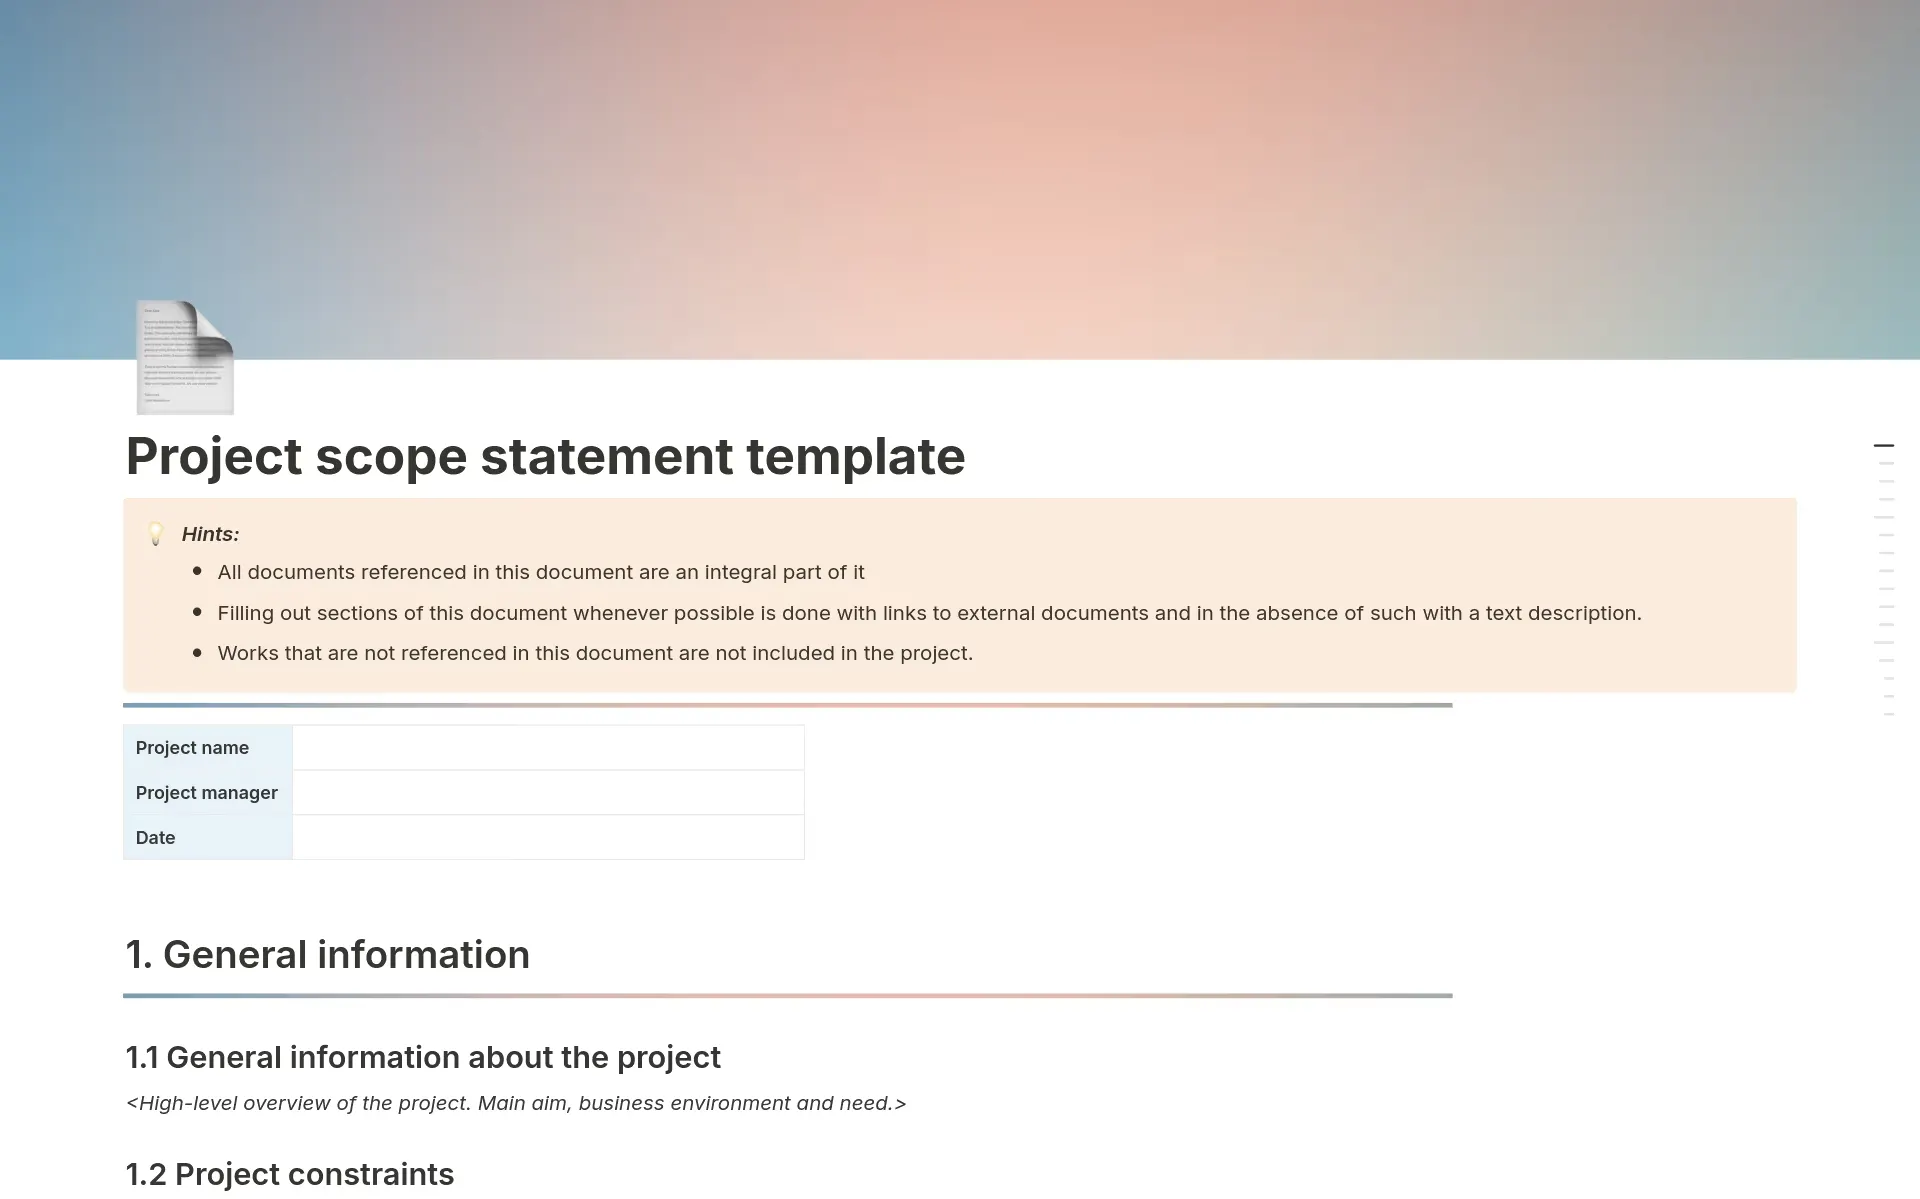 Project scope statement template
Hints:
All documents referenced in this document are an integral part of it
Filling out sections of this document whenever possible is done with links to external documents and in the absence of such with a text description.
Works that are not referenced in this document are not included in the project.
Project name
Project manager
Date
1. General information
1.1 General information about the project
<High-level overview of the project. Main aim, business environment and need.>
1.2 Project constraints